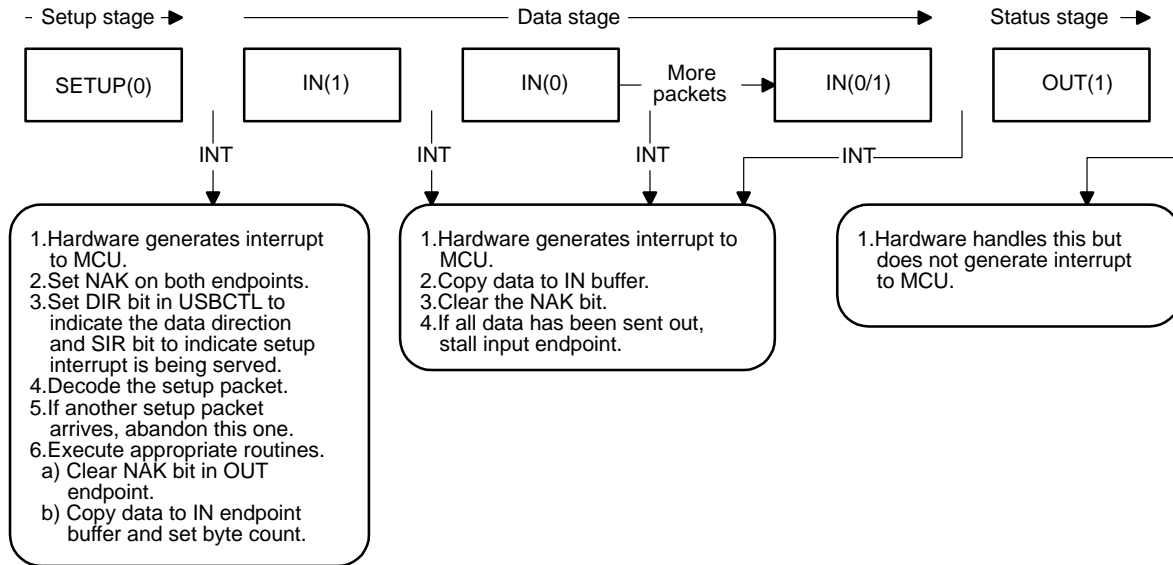 Setup stage
Data stage
Status stage
SETUP(0)
IN(1)
IN(0)
More
packets
IN(0/1)
OUT(1)
INT
INT
INT
INT
1.Hardware generates interrupt
to MCU.
2.Set NAK on both endpoints.
3.Set DIR bit in USBCTL to
indicate the data direction
and SIR bit to indicate setup
interrupt is being served.
4.Decode the setup packet.
5.If another setup packet
arrives, abandon this one.
6.Execute appropriate routines.
a) Clear NAK bit in OUT
endpoint.
b) Copy data to IN endpoint
buffer and set byte count.
1.Hardware generates interrupt to
MCU.
2.Copy data to IN buffer.
3.Clear the NAK bit.
4.If all data has been sent out,
stall input endpoint.
1.Hardware handles this but
does not generate interrupt
to MCU.